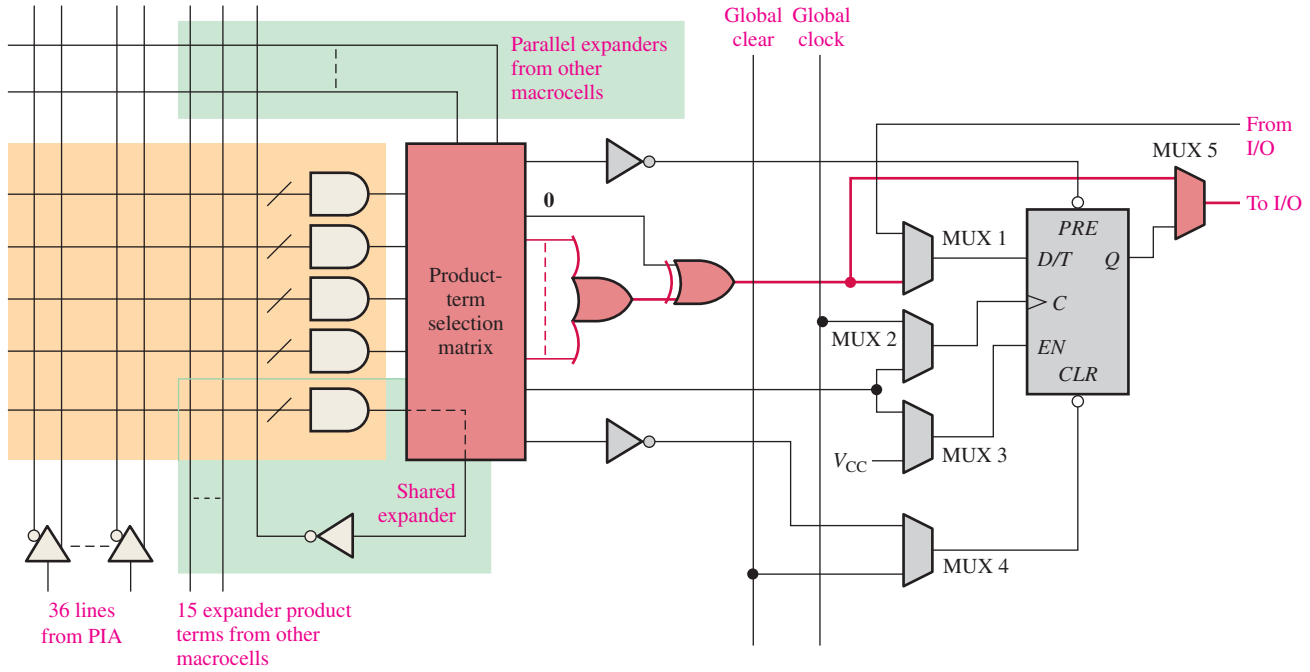 Global
clear
Global
clock
Parallel expanders
from other
macrocells
From
I/O
MUX 5
To I/O
0
PRE
MUX 1
D/T
Q
Product-
term
selection
matrix
C
MUX 2
EN
CLR
MUX 3
VCC
Shared
expander
MUX 4
36 lines
from PIA
15 expander product
terms from other
macrocells